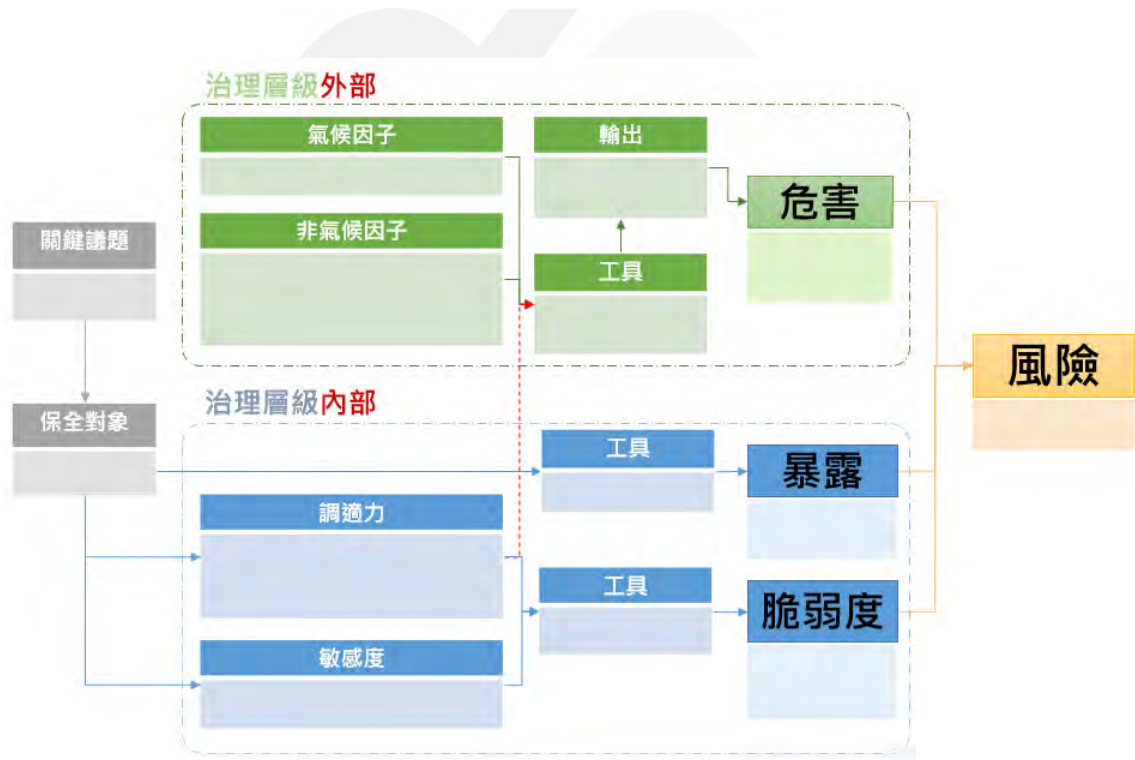 治理層級外部
氣候因子
輸出
危害
非氣候因子
關鍵議題
工具
風險
治理層級內部
保全對象
工具
暴露
調適力
工具
脆弱度
敏感度